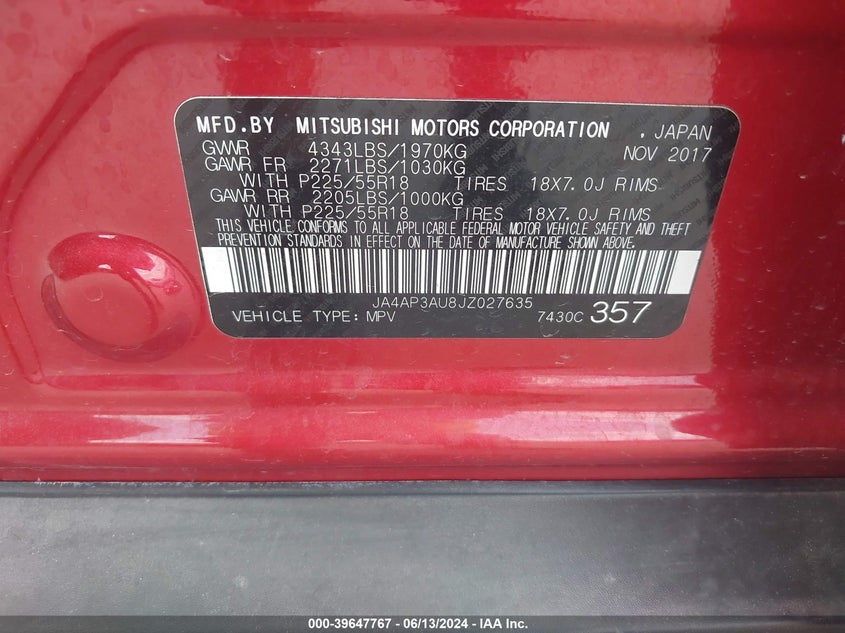 MFD.BY MITSUBISHI MOTORS CORPORATION . JAPAN
GVWR 4343LBS/1970KG NOV 2017
GAWR FR 2271LBS/1030KG
WITH P225/55R18 TIRES 18X7.0J RIMS
GAWR RR 2205LBS/1000KG
WITH P225/55R18 TIRES 18X7.0J RIMS
THIS VEHICLE CONFORMS TO ALL APPLICABLE FEDERAL MOTOR VEHICLE SAFETY AND THEFT
PREVENTION STANDARDS IN EFFECT ON THE DATE OF MANUFACTURE SHOWN ABOVE.
JA4AP3AU8JZ027635
VEHICLE TYPE: MPV 7430C 357
000-39647767 - 06/13/2024 - IAA Inc.